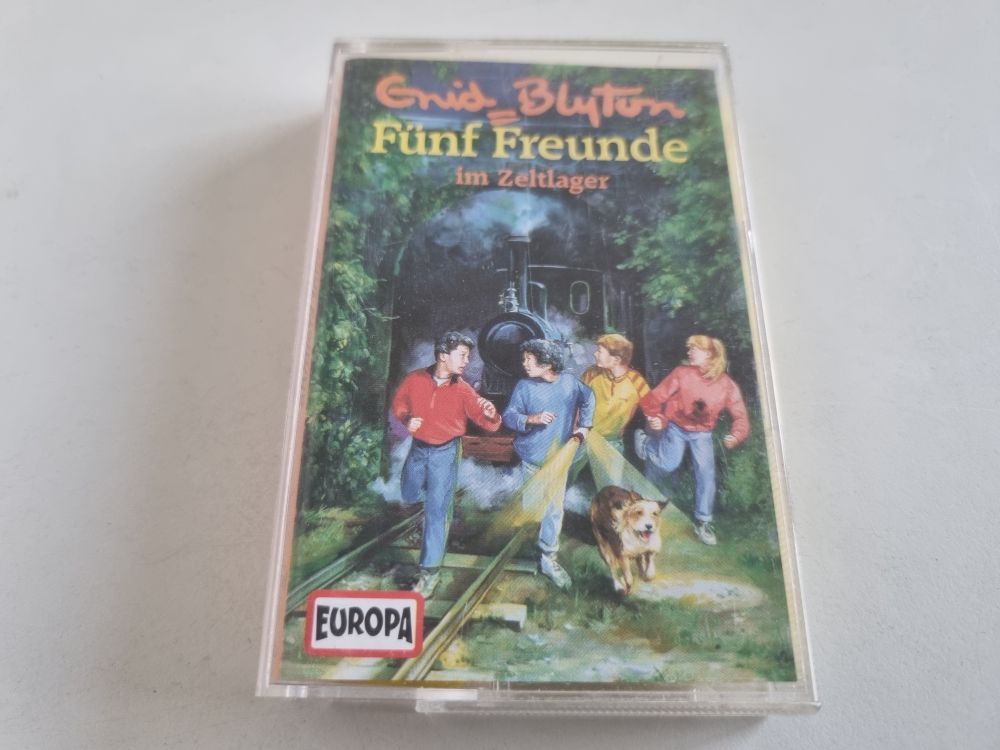 Enid Blyton
Fünf Freunde
im Zeltlager
EUROPA